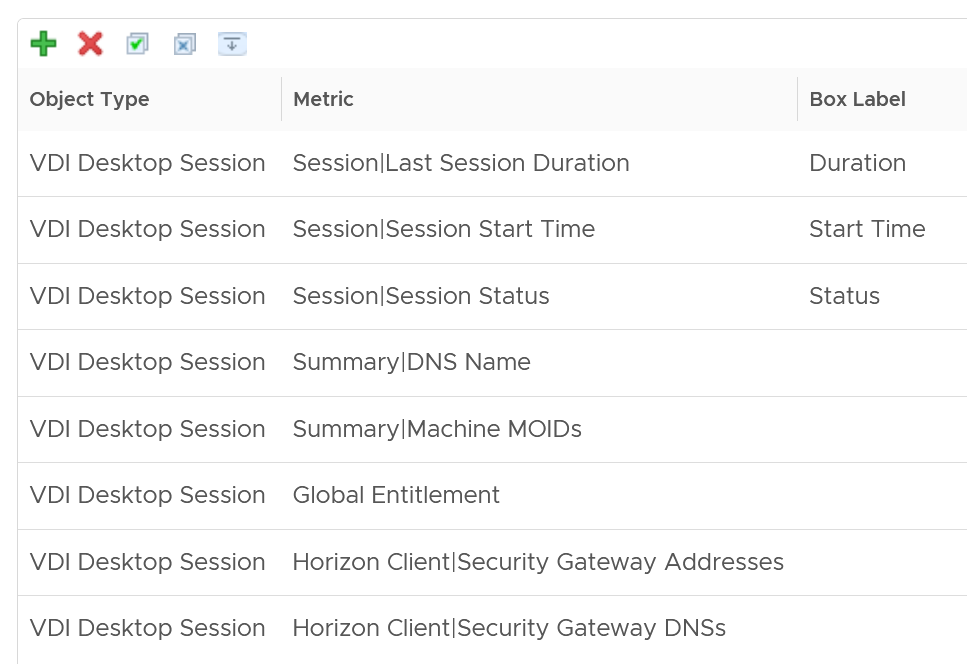 Object Type Metric Box Label
VDI Desktop Session Session|Last Session Duration Duration
VDI Desktop Session Session|Session Start Time Start Time
VDI Desktop Session Session|Session Status Status
VDI Desktop Session Summary|DNS Name
VDI Desktop Session Summary|Machine MOIDs
VDI Desktop Session Global Entitlement
VDI Desktop Session Horizon Client|Security Gateway Addresses
VDI Desktop Session Horizon Client|Security Gateway DNSs